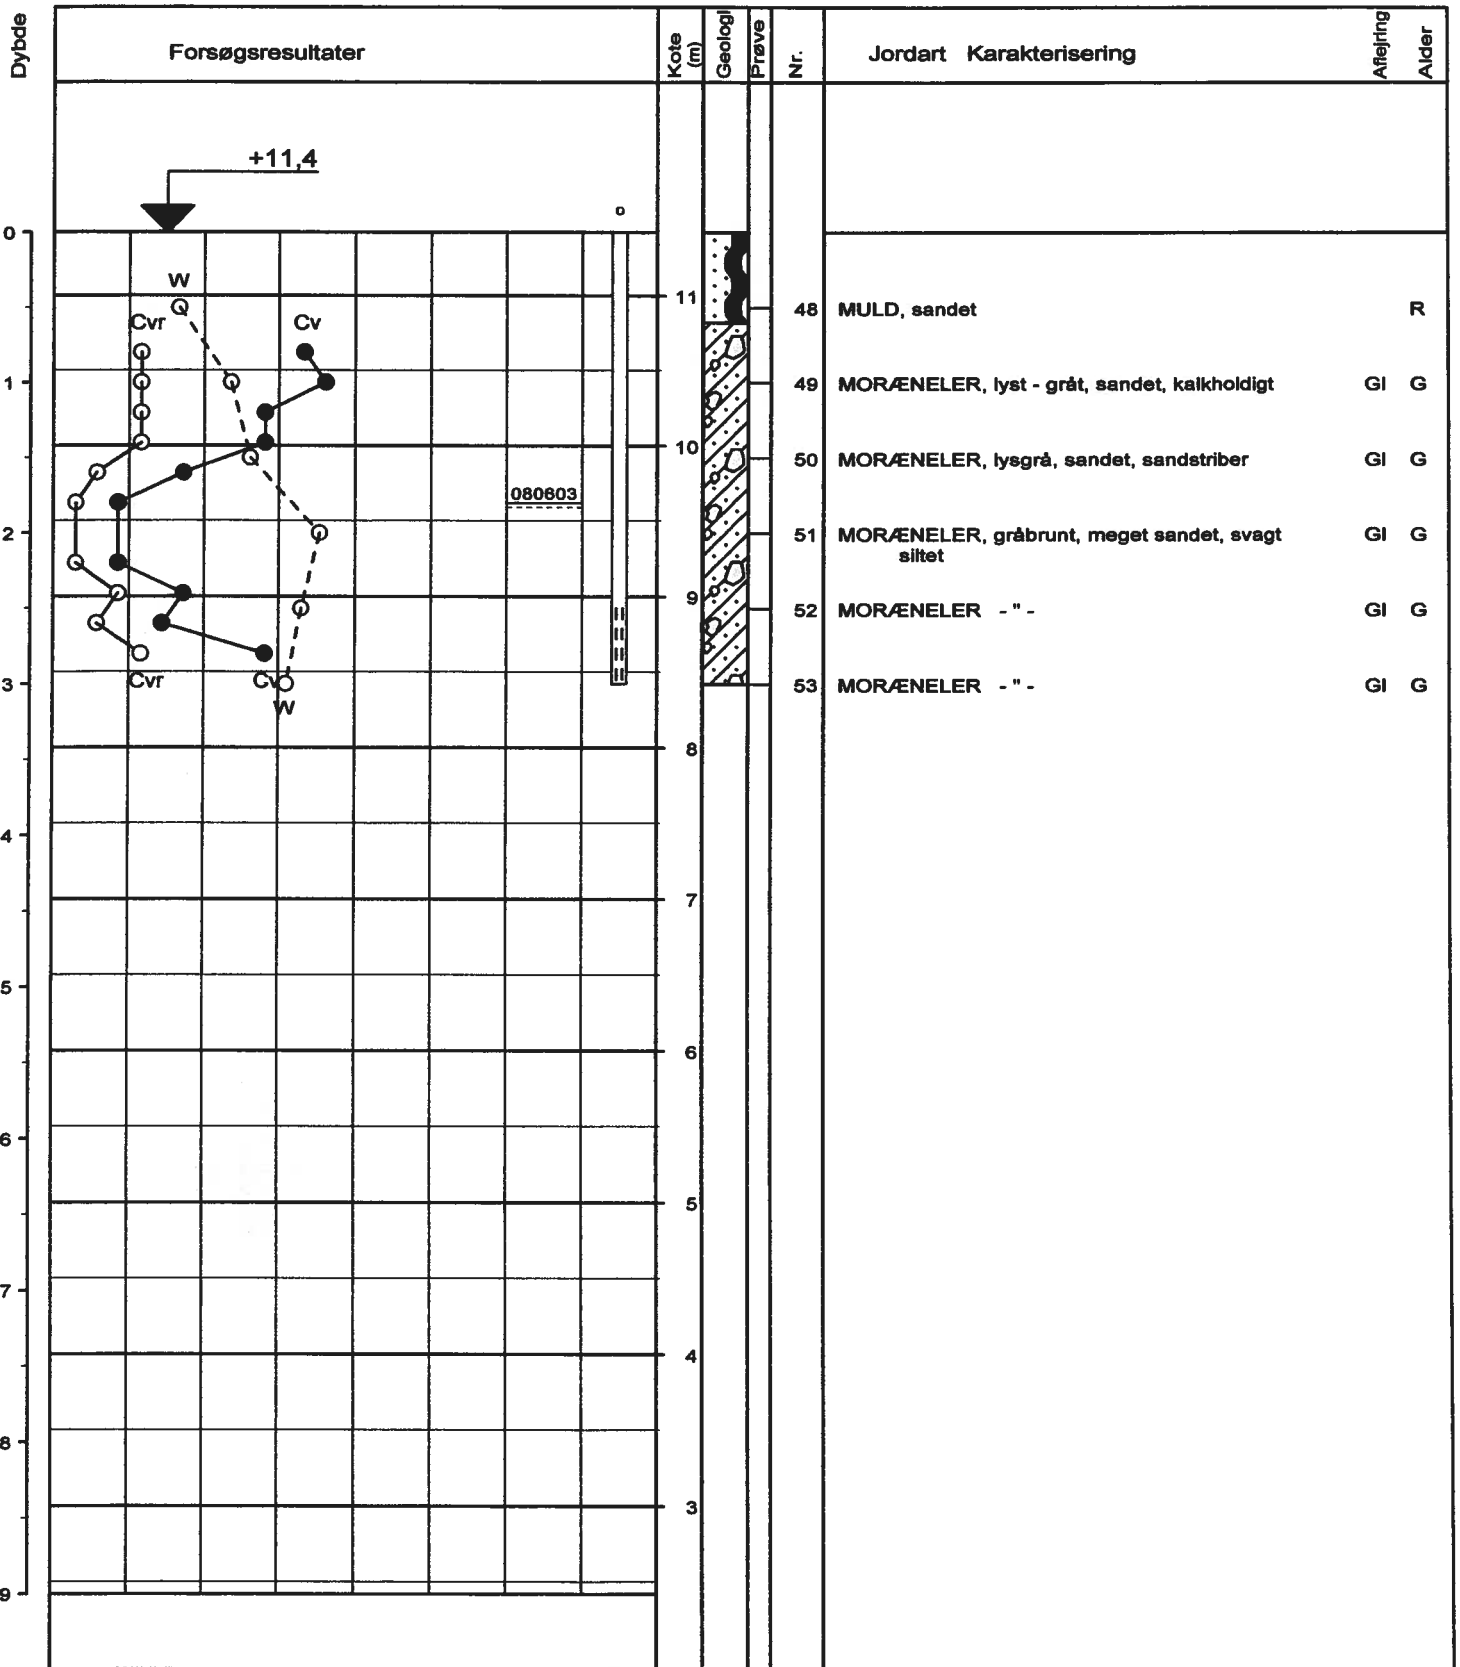 Dybde
Forsøgsresultater
Kote (m)
Geologi
Prøve
Nr.
Jordart Karakterisering
Aflejring
Alder
+11,4
0
W
11
48 MULD, sandet R
Cvr Cv
1
49 MORÆNELER, lyst - gråt, sandet, kalkholdigt Gl G
10
50 MORÆNELER, lysgrå, sandet, sandstriber Gl G
080603
2
51 MORÆNELER, gråbrunt, meget sandet, svagt Gl G
siltet
9
52 MORÆNELER - " - Gl G
3
Cvr Cv
53 MORÆNELER - " - Gl G
W
8
4
7
5
6
6
5
7
4
8
3
9